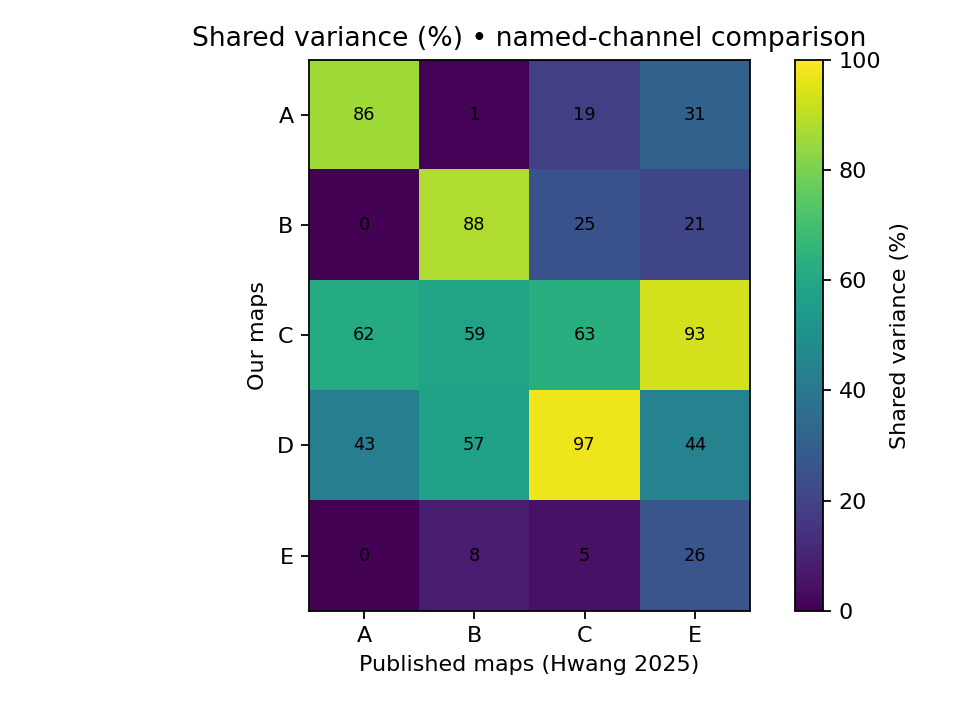 Shared variance (%) • named-channel comparison
A 86 1 19 31
B 0 88 25 21
C 62 59 63 93
D 43 57 97 44
E 0 8 5 26
A B C E
Our maps
Published maps (Hwang 2025)
100
80
60
40
20
0
Shared variance (%)